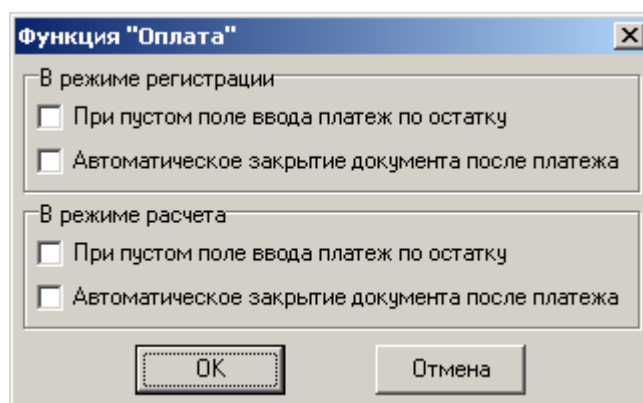 Функция "Оплата"
В режиме регистрации
При пустом поле ввода платеж по остатку
Автоматическое закрытие документа после платежа
В режиме расчета
При пустом поле ввода платеж по остатку
Автоматическое закрытие документа после платежа
OK
Отмена